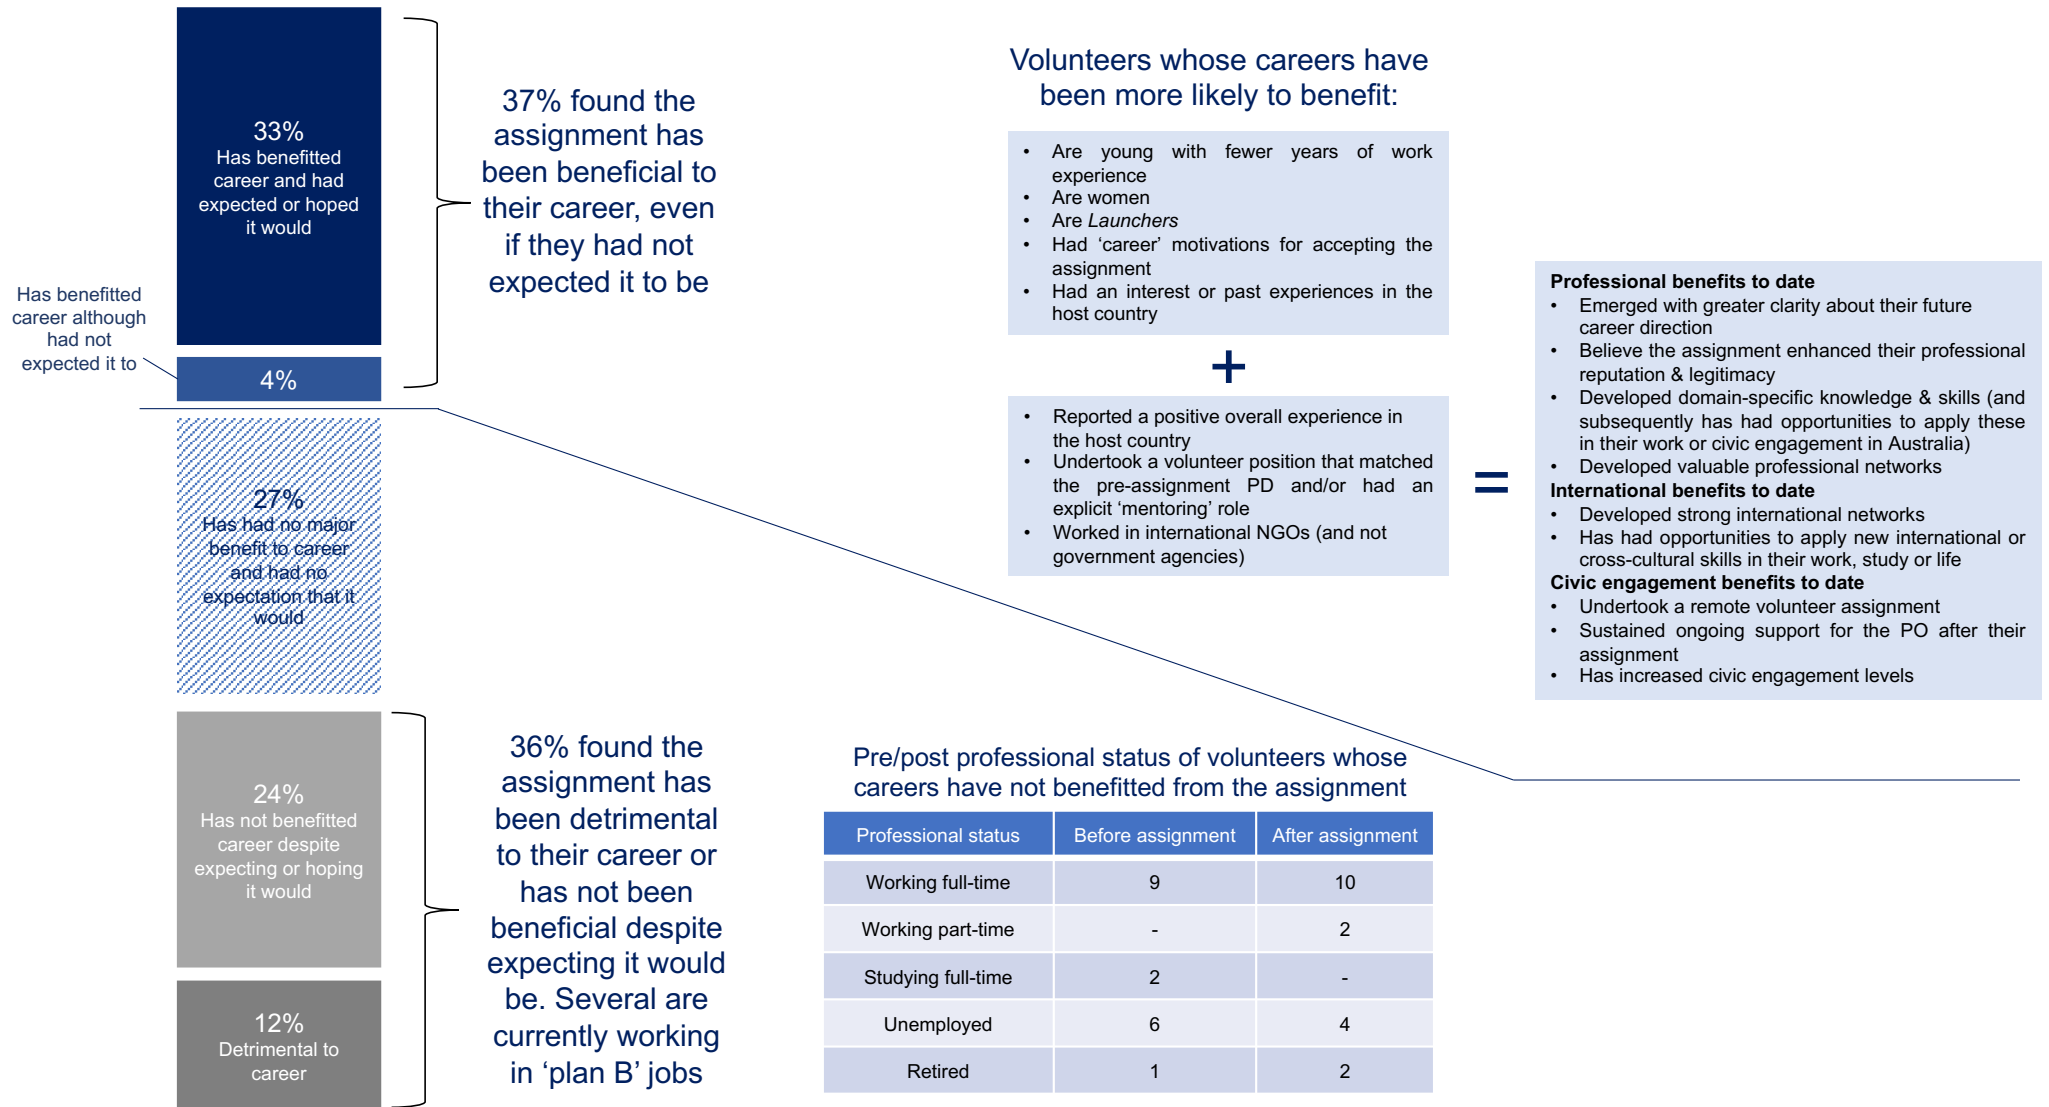 33%
Has benefitted
career and had
expected or hoped
it would
Has benefitted
career although
had not
expected it to
4%
37% found the
assignment has
been beneficial to
their career, even
if they had not
expected it to be
27%
Has had no major
benefit to career
and had no
expectation that it
would
24%
Has not benefitted
career despite
expecting or hoping
it would
12%
Detrimental to
career
36% found the
assignment has
been detrimental
to their career or
has not been
beneficial despite
expecting it would
be. Several are
currently working
in ‘plan B’ jobs
Volunteers whose careers have
been more likely to benefit:
• Are young with fewer years of work
experience
• Are women
• Are Launchers
• Had ‘career’ motivations for accepting the
assignment
• Had an interest or past experiences in the
host country
+
• Reported a positive overall experience in
the host country
• Undertook a volunteer position that matched
the pre-assignment PD and/or had an
explicit ‘mentoring’ role
• Worked in international NGOs (and not
government agencies)
=
Professional benefits to date
• Emerged with greater clarity about their future
career direction
• Believe the assignment enhanced their professional
reputation & legitimacy
• Developed domain-specific knowledge & skills (and
subsequently has had opportunities to apply these
in their work or civic engagement in Australia)
• Developed valuable professional networks
International benefits to date
• Developed strong international networks
• Has had opportunities to apply new international or
cross-cultural skills in their work, study or life
Civic engagement benefits to date
• Undertook a remote volunteer assignment
• Sustained ongoing support for the PO after their
assignment
• Has increased civic engagement levels
Pre/post professional status of volunteers whose
careers have not benefitted from the assignment
Professional status Before assignment After assignment
Working full-time 9 10
Working part-time - 2
Studying full-time 2 -
Unemployed 6 4
Retired 1 2